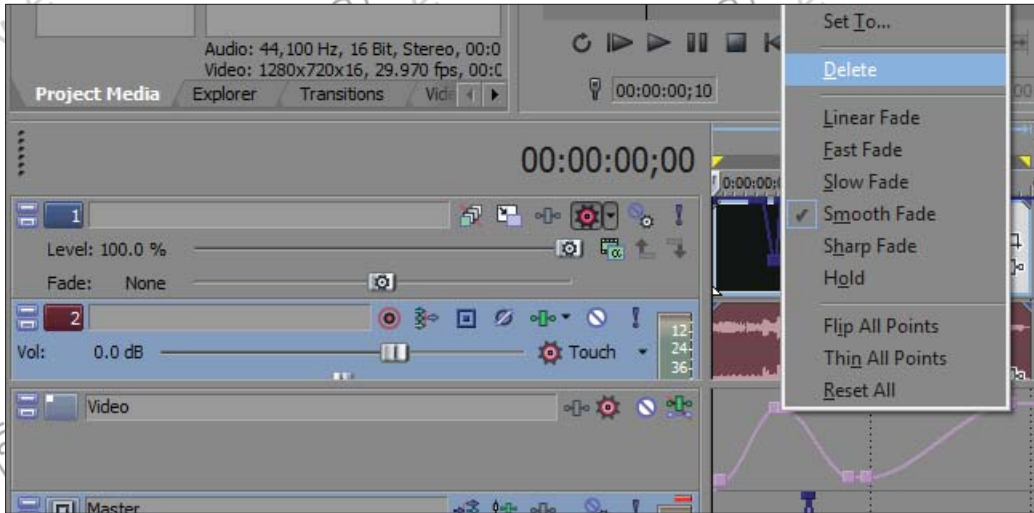 Audio: 44,100 Hz, 16 Bit, Stereo, 00:0
Video: 1280x720x16, 29.970 fps, 00:0
Project Media Explorer Transitions
00:00:00;10
Set To...
Delete
Linear Fade
Fast Fade
Slow Fade
Smooth Fade
Sharp Fade
Hold
Flip All Points
Thin All Points
Reset All
00:00:00;00
1
Level: 100.0 %
Fade: None
2
12
Vol: 0.0 dB Touch 24
36
Video
Master